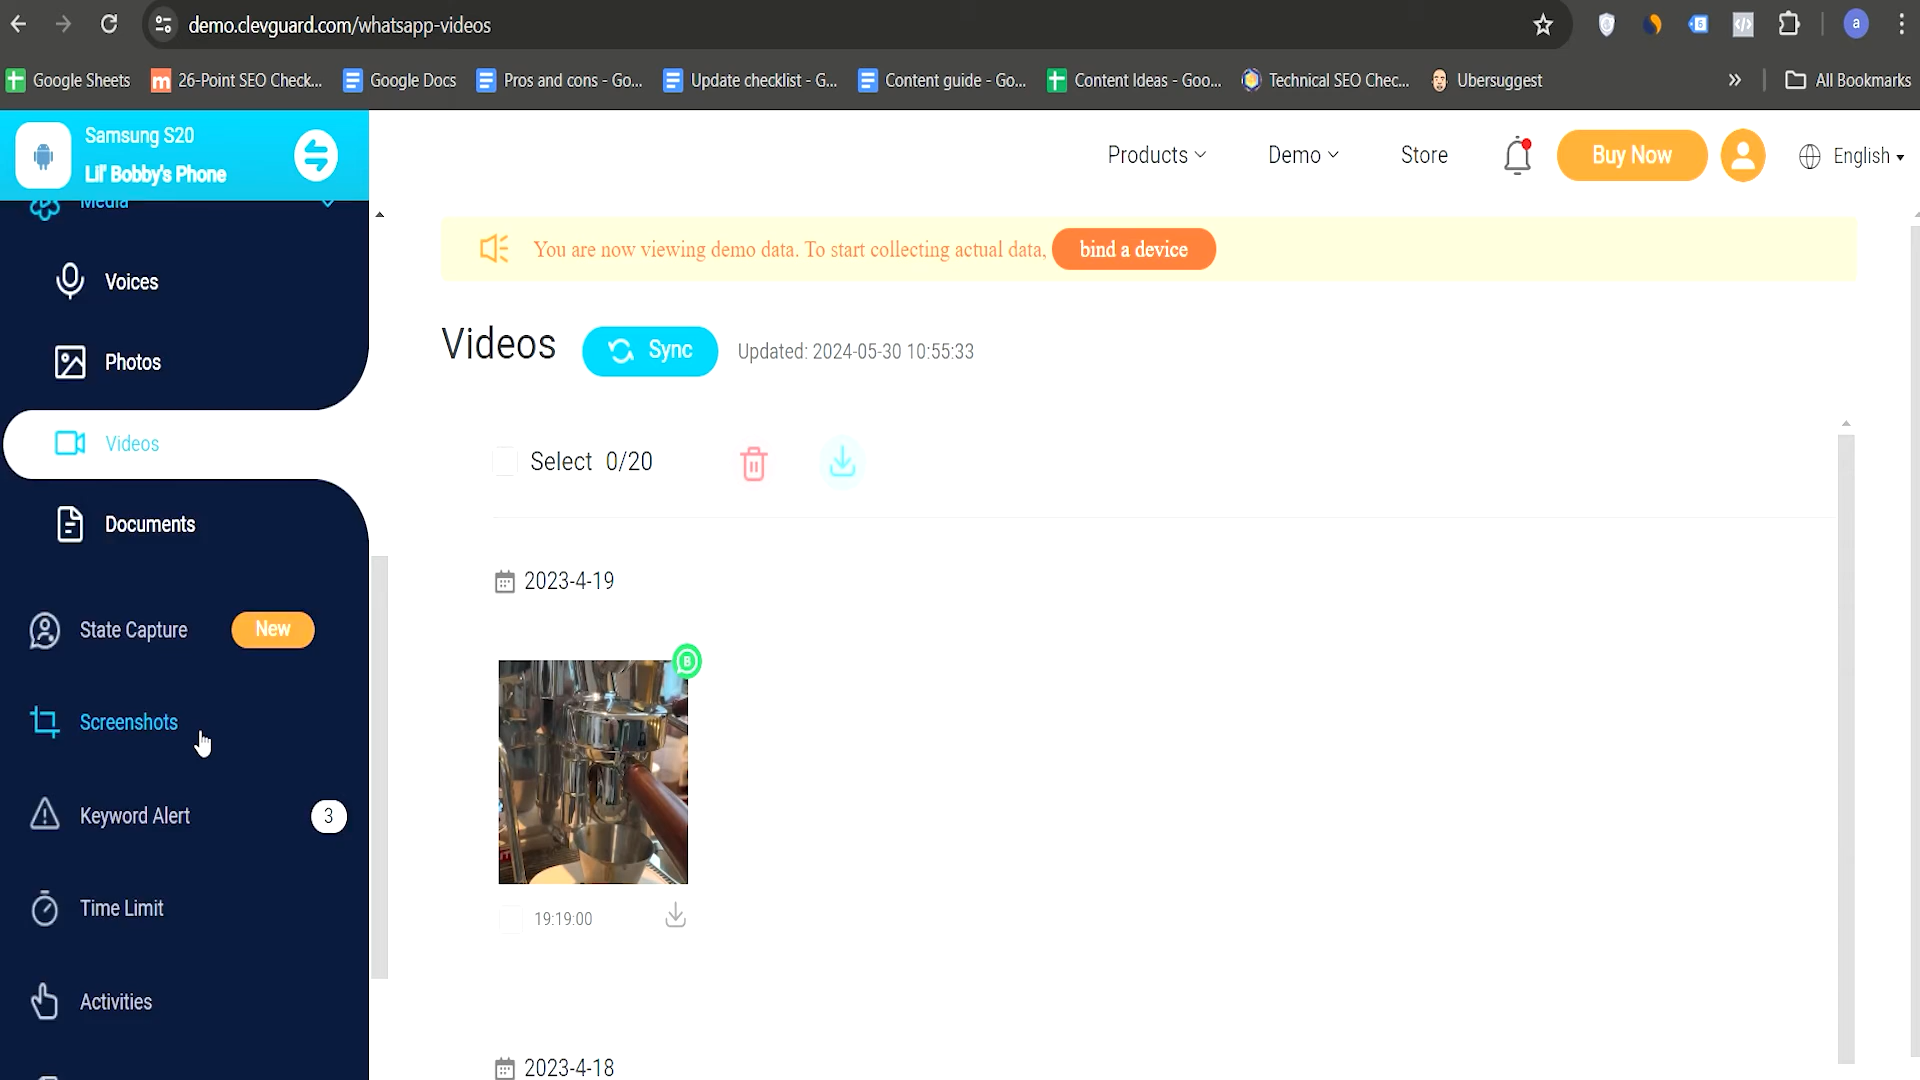 demo.clevguard.com/whatsapp-videos
a
Google Sheets
26-Point SEO Check...
Google Docs
Pros and cons - Go...
Update checklist - G...
Content guide - Go...
Content Ideas - Goo...
Technical SEO Chec...
Ubersuggest
All Bookmarks
Samsung S20
Lil' Bobby's Phone
Products
Demo
Store
Buy Now
English
Media
You are now viewing demo data. To start collecting actual data,
bind a device
Voices
Photos
Videos
Documents
State Capture
New
Screenshots
Keyword Alert
3
Time Limit
Activities
Videos
Sync
Updated: 2024-05-30 10:55:33
Select 0/20
2023-4-19
B
19:19:00
2023-4-18